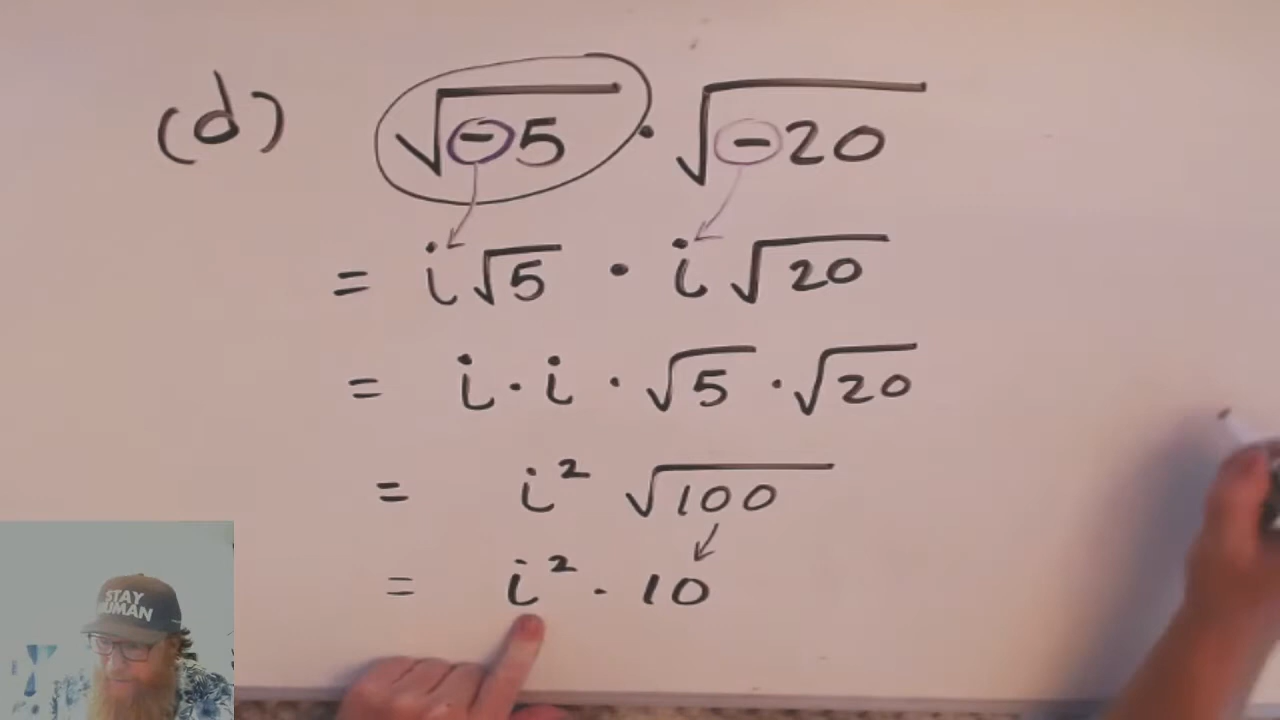 (d) √-5 · √-20
= i√5 · i√20
= i · i · √5 · √20
= i² √100
= i² · 10
STAY
HUMAN